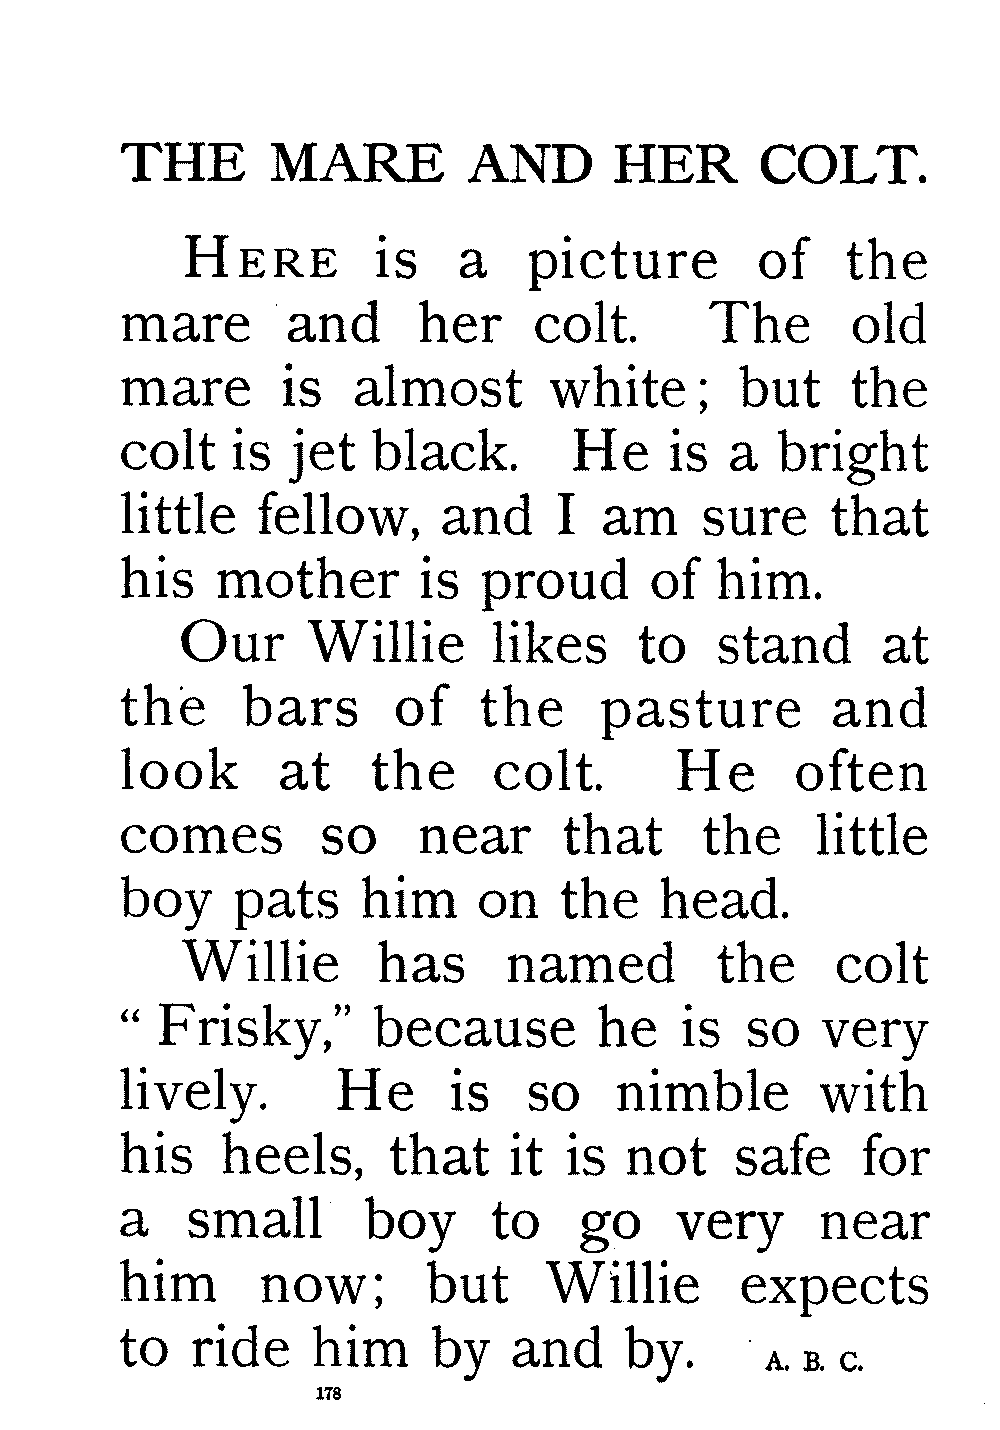 THE MARE AND HER COLT.
HERE is a picture of the
mare and her colt. The old
mare is almost white; but the
colt is jet black. He is a bright
little fellow, and I am sure that
his mother is proud of him.
Our Willie likes to stand at
the bars of the pasture and
look at the colt. He often
comes so near that the little
boy pats him on the head.
Willie has named the colt
“Frisky,” because he is so very
lively. He is so nimble with
his heels, that it is not safe for
a small boy to go very near
him now; but Willie expects
to ride him by and by. A. B. C.
178